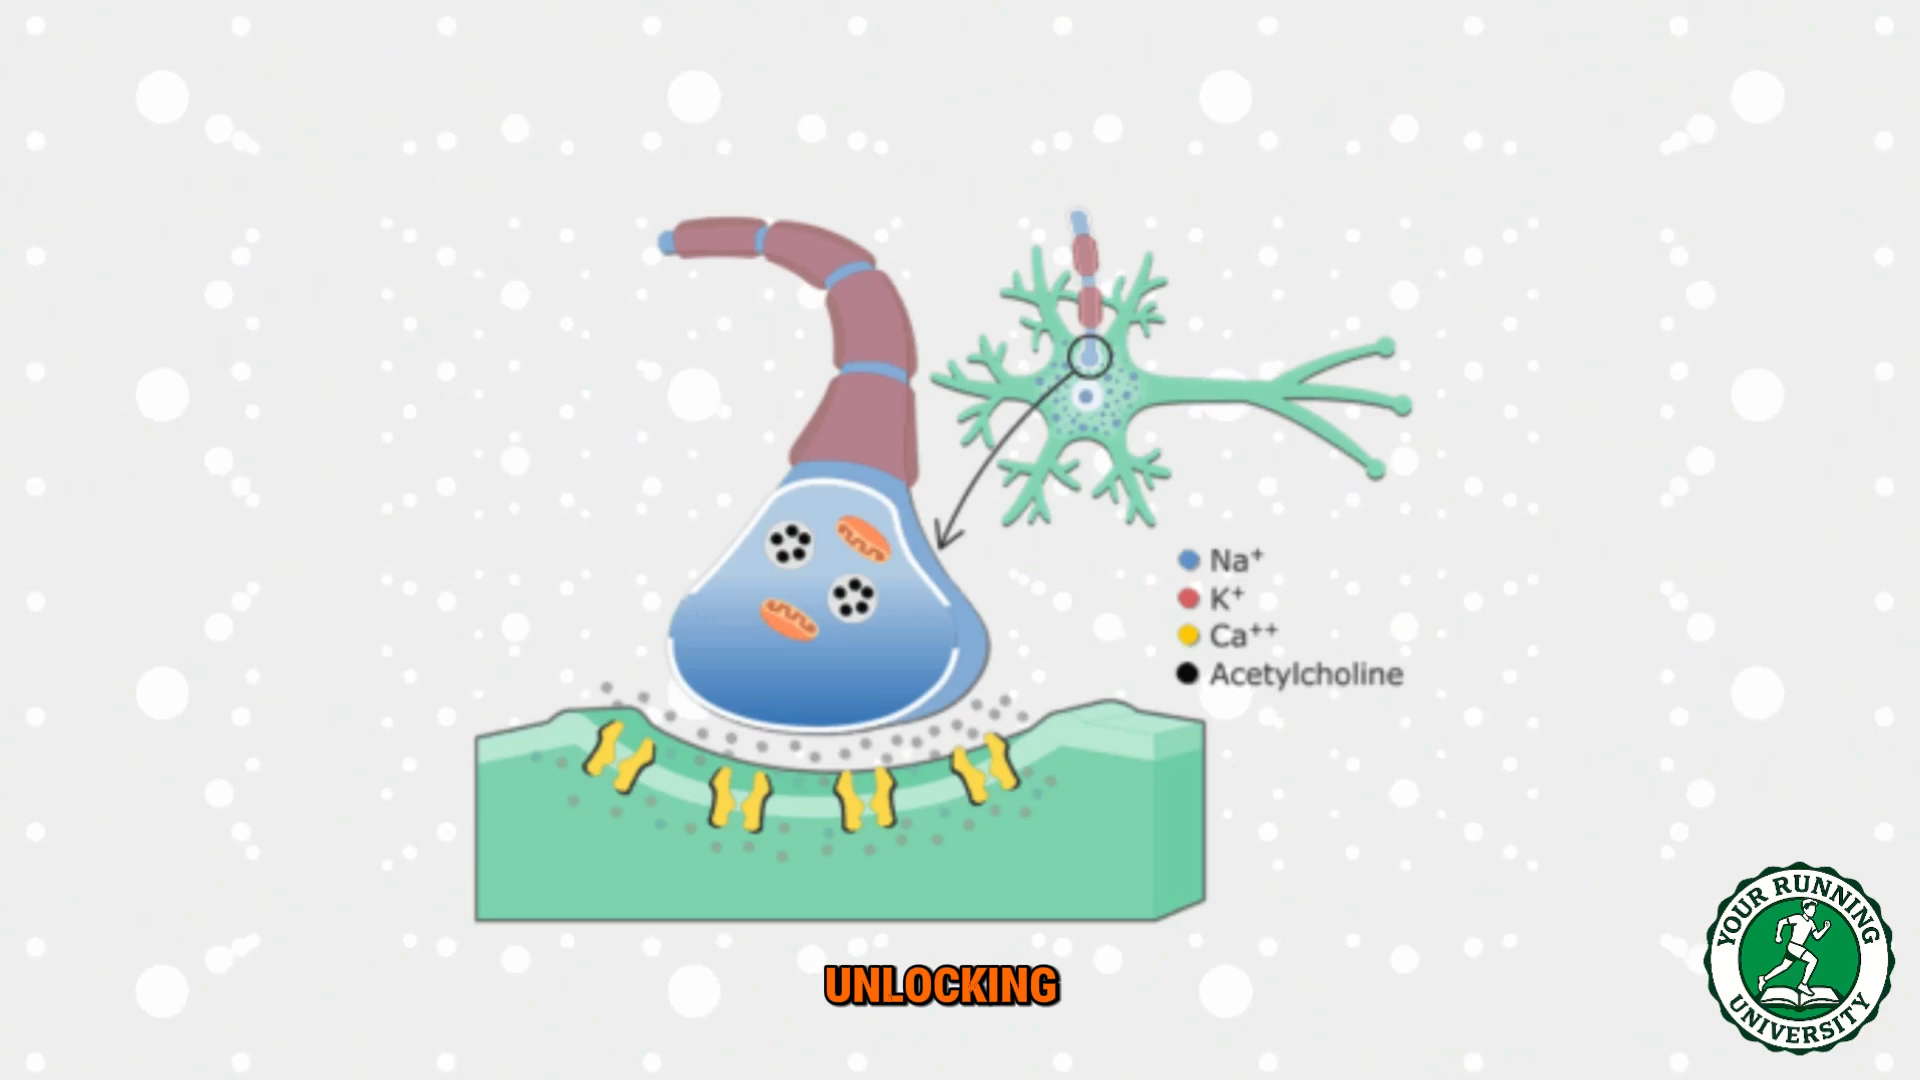 Na⁺
K⁺
Ca⁺⁺
Acetylcholine
UNLOCKING
YOUR RUNNING
UNIVERSITY